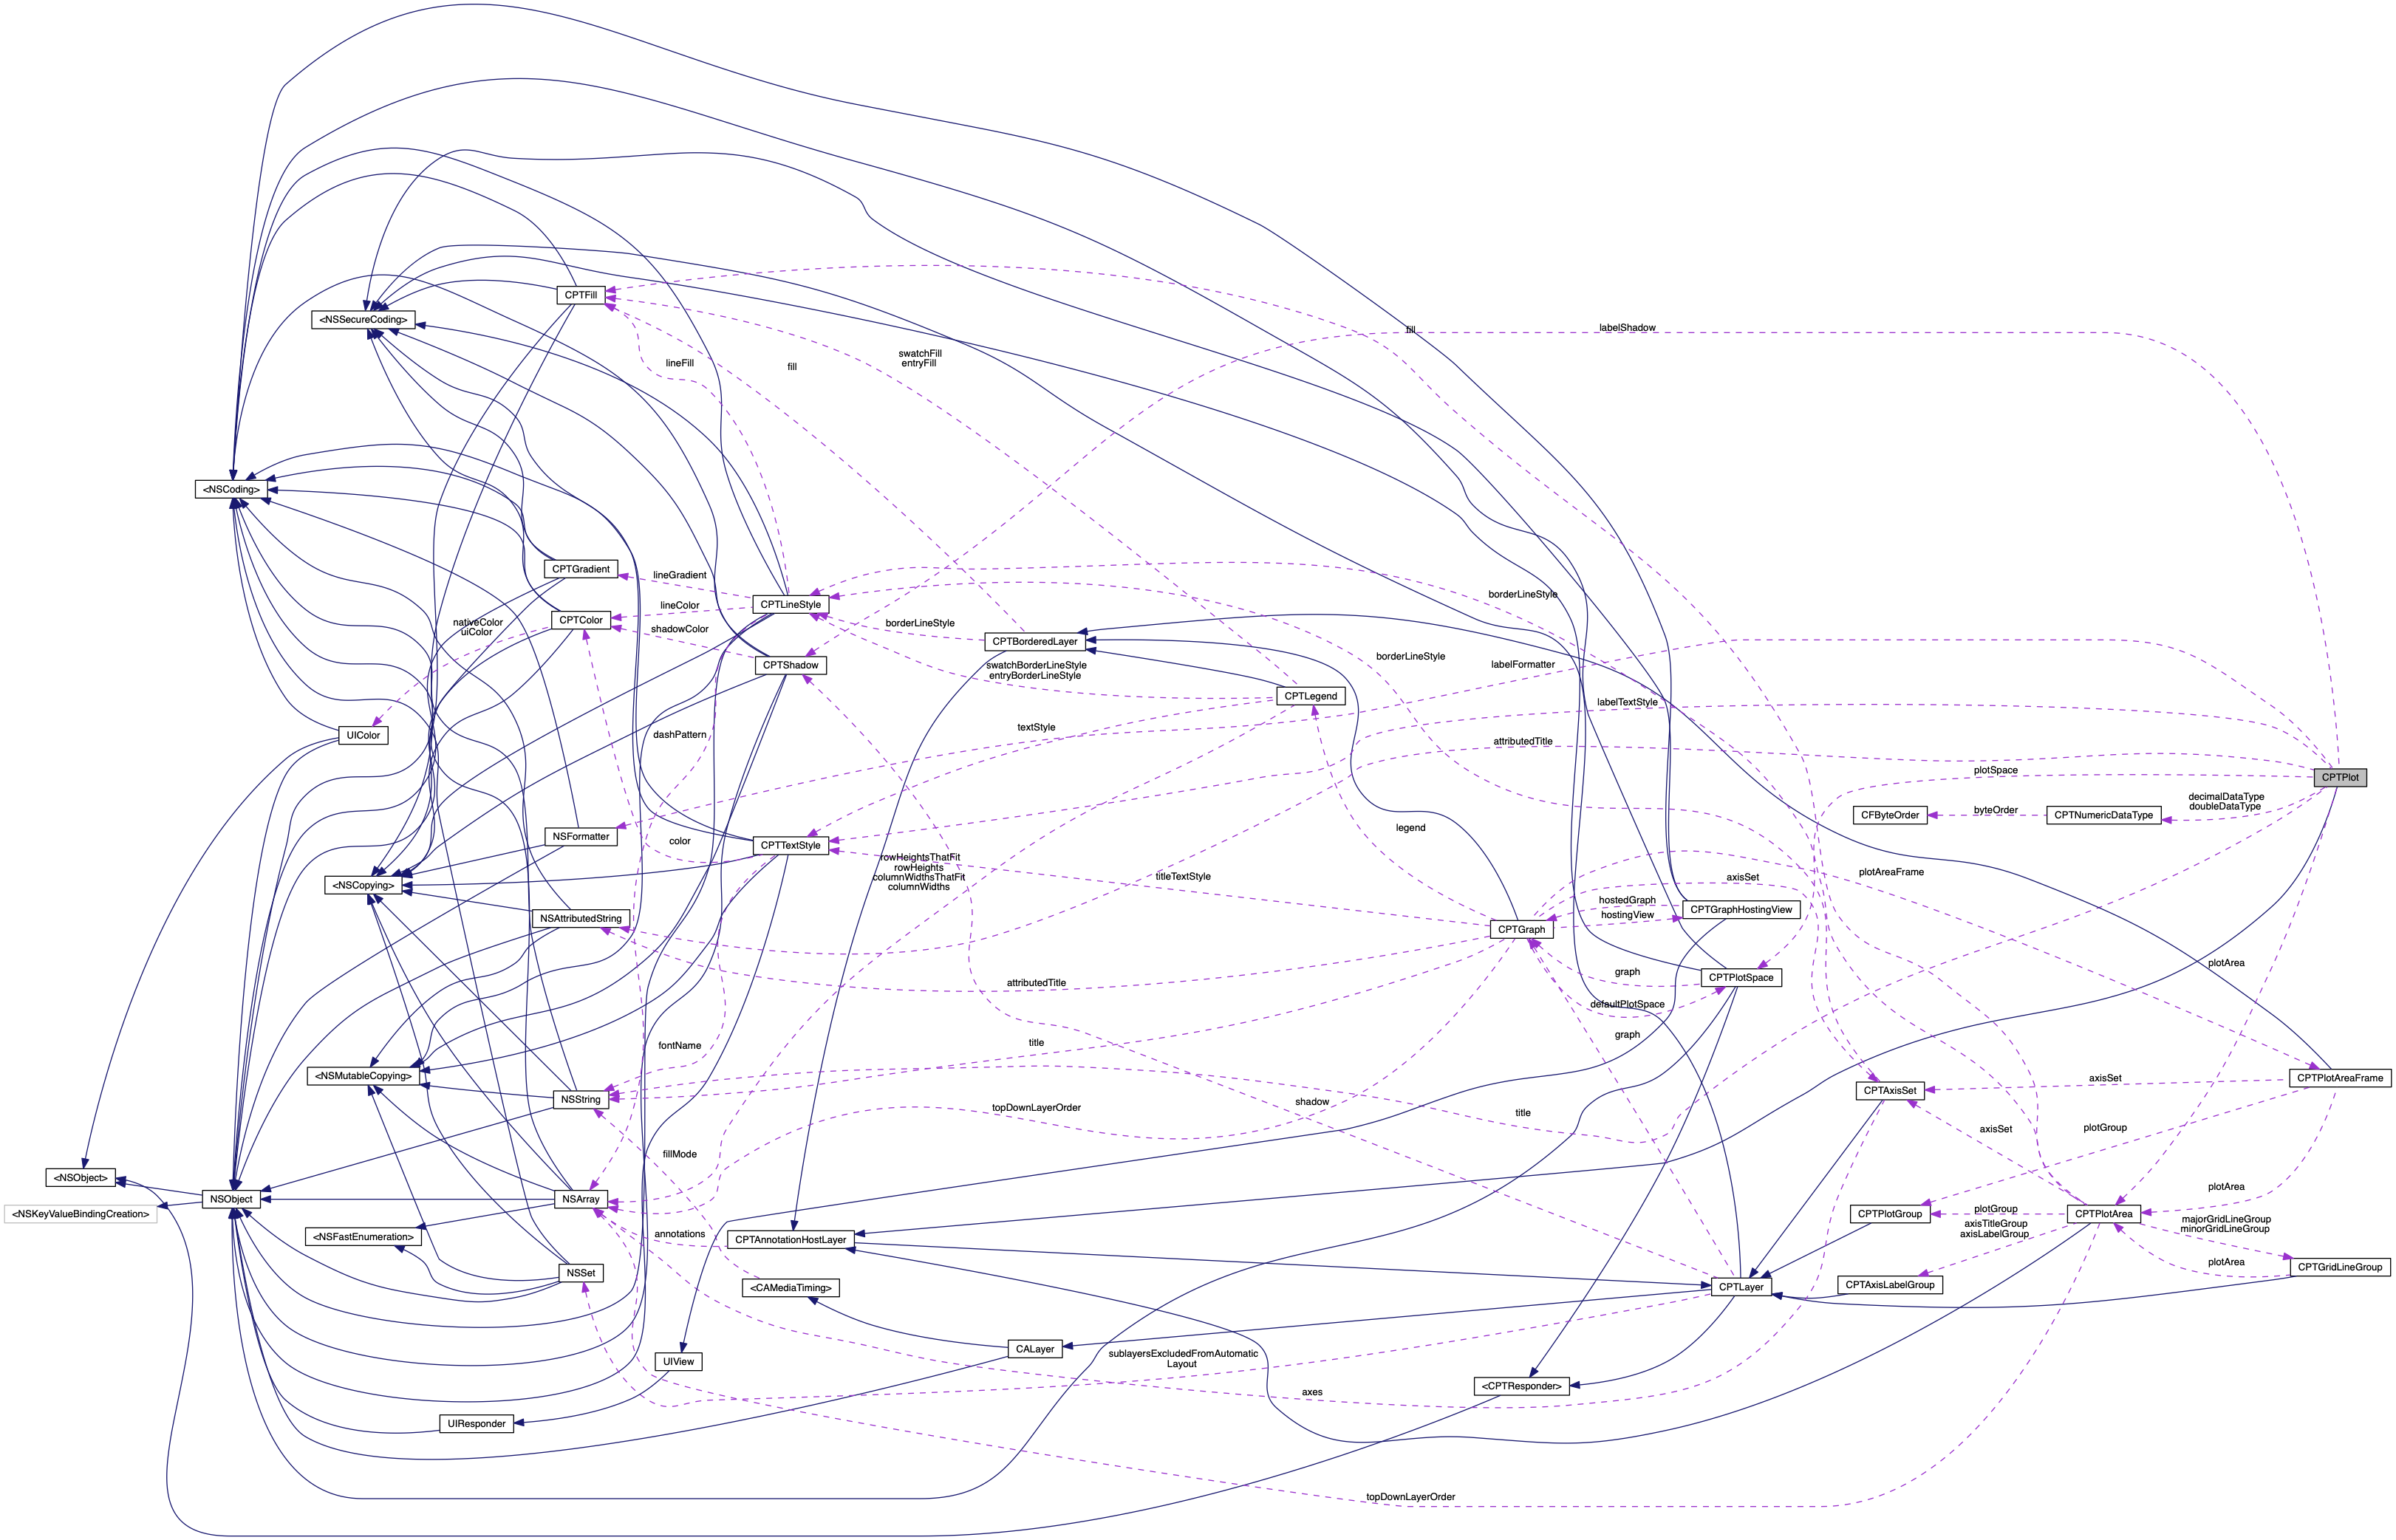 CPTFill
<NSSecureCoding>
fill
labelShadow
swatchFill
entryFill
lineFill
fill
<NSCoding>
CPTGradient
lineGradient
CPTLineStyle
borderLineStyle
lineColor
CPTColor
nativeColor
uiColor
shadowColor
borderLineStyle
CPTBorderedLayer
CPTShadow
borderLineStyle
labelFormatter
swatchBorderLineStyle
entryBorderLineStyle
CPTLegend
labelTextStyle
textStyle
UIColor
dashPattern
attributedTitle
plotSpace
CPTPlot
decimalDataType
doubleDataType
byteOrder
CFByteOrder
CPTNumericDataType
legend
NSFormatter
color
CPTTextStyle
rowHeightsThatFit
rowHeights
columnWidthsThatFit
columnWidths
titleTextStyle
axisSet
plotAreaFrame
<NSCopying>
hostedGraph
hostingView
CPTGraphHostingView
NSAttributedString
CPTGraph
plotArea
graph
CPTPlotSpace
attributedTitle
defaultPlotSpace
graph
fontName
title
<NSMutableCopying>
NSString
axisSet
CPTPlotAreaFrame
CPTAxisSet
shadow
topDownLayerOrder
title
plotGroup
axisSet
fillMode
<NSObject>
NSObject
NSArray
plotArea
<NSKeyValueBindingCreation>
plotGroup
CPTPlotGroup
CPTPlotArea
majorGridLineGroup
minorGridLineGroup
axisTitleGroup
axisLabelGroup
<NSFastEnumeration>
annotations
CPTAnnotationHostLayer
plotArea
CPTGridLineGroup
NSSet
<CAMediaTiming>
CPTLayer
CPTAxisLabelGroup
CALayer
UIView
sublayersExcludedFromAutomatic
Layout
<CPTResponder>
axes
UIResponder
topDownLayerOrder